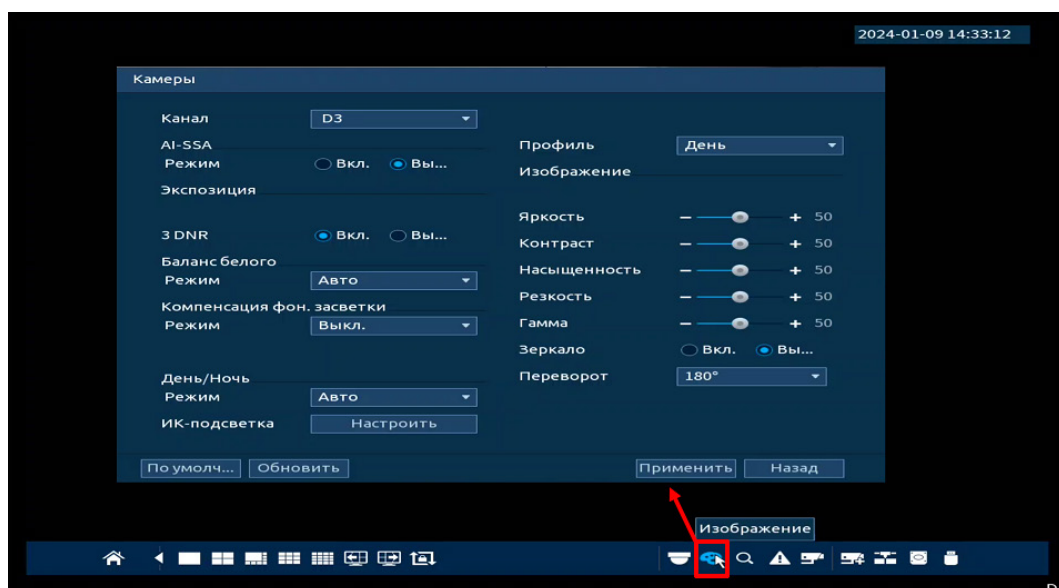 2024-01-09 14:33:12
Камеры
Канал D3
AI-SSA
Режим Вкл. Вы...
Экспозиция
3 DNR Вкл. Вы...
Баланс белого
Режим Авто
Компенсация фон. засветки
Режим Выкл.
День/Ночь
Режим Авто
ИК-подсветка Настроить
Профиль День
Изображение
Яркость - + 50
Контраст - + 50
Насыщенность - + 50
Резкость - + 50
Гамма - + 50
Зеркало Вкл. Вы...
Переворот 180°
По умолч... Обновить Применить Назад
Изображение